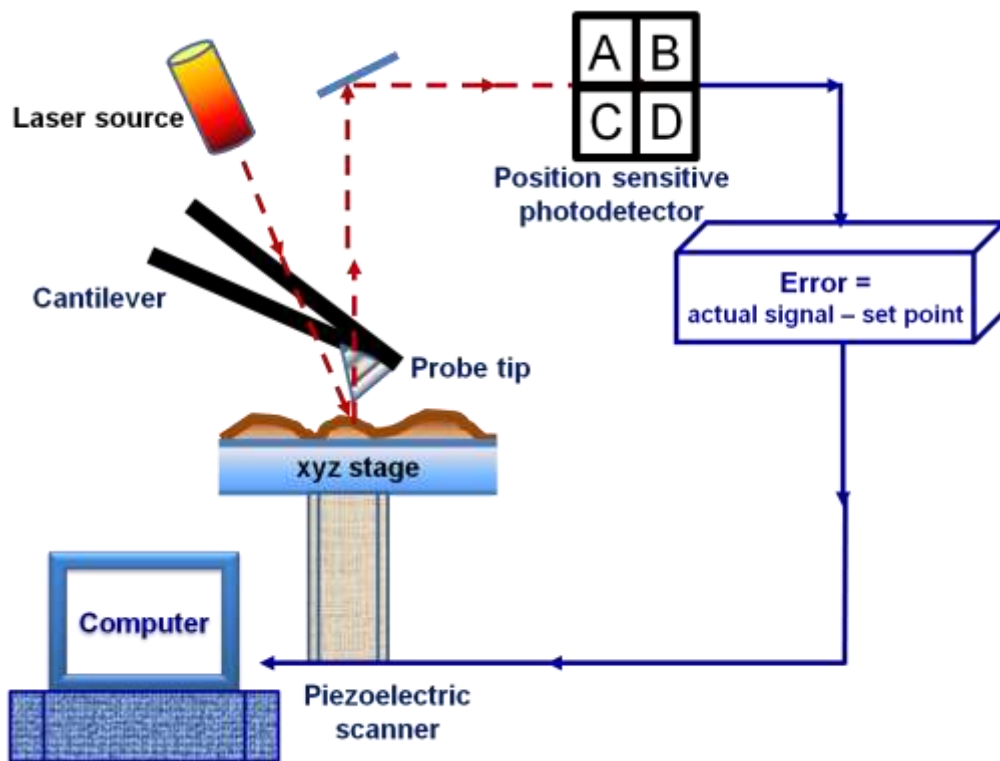 A B
C D
Laser source
Position sensitive
photodetector
Cantilever
Error =
actual signal – set point
Probe tip
xyz stage
Computer
Piezoelectric
scanner